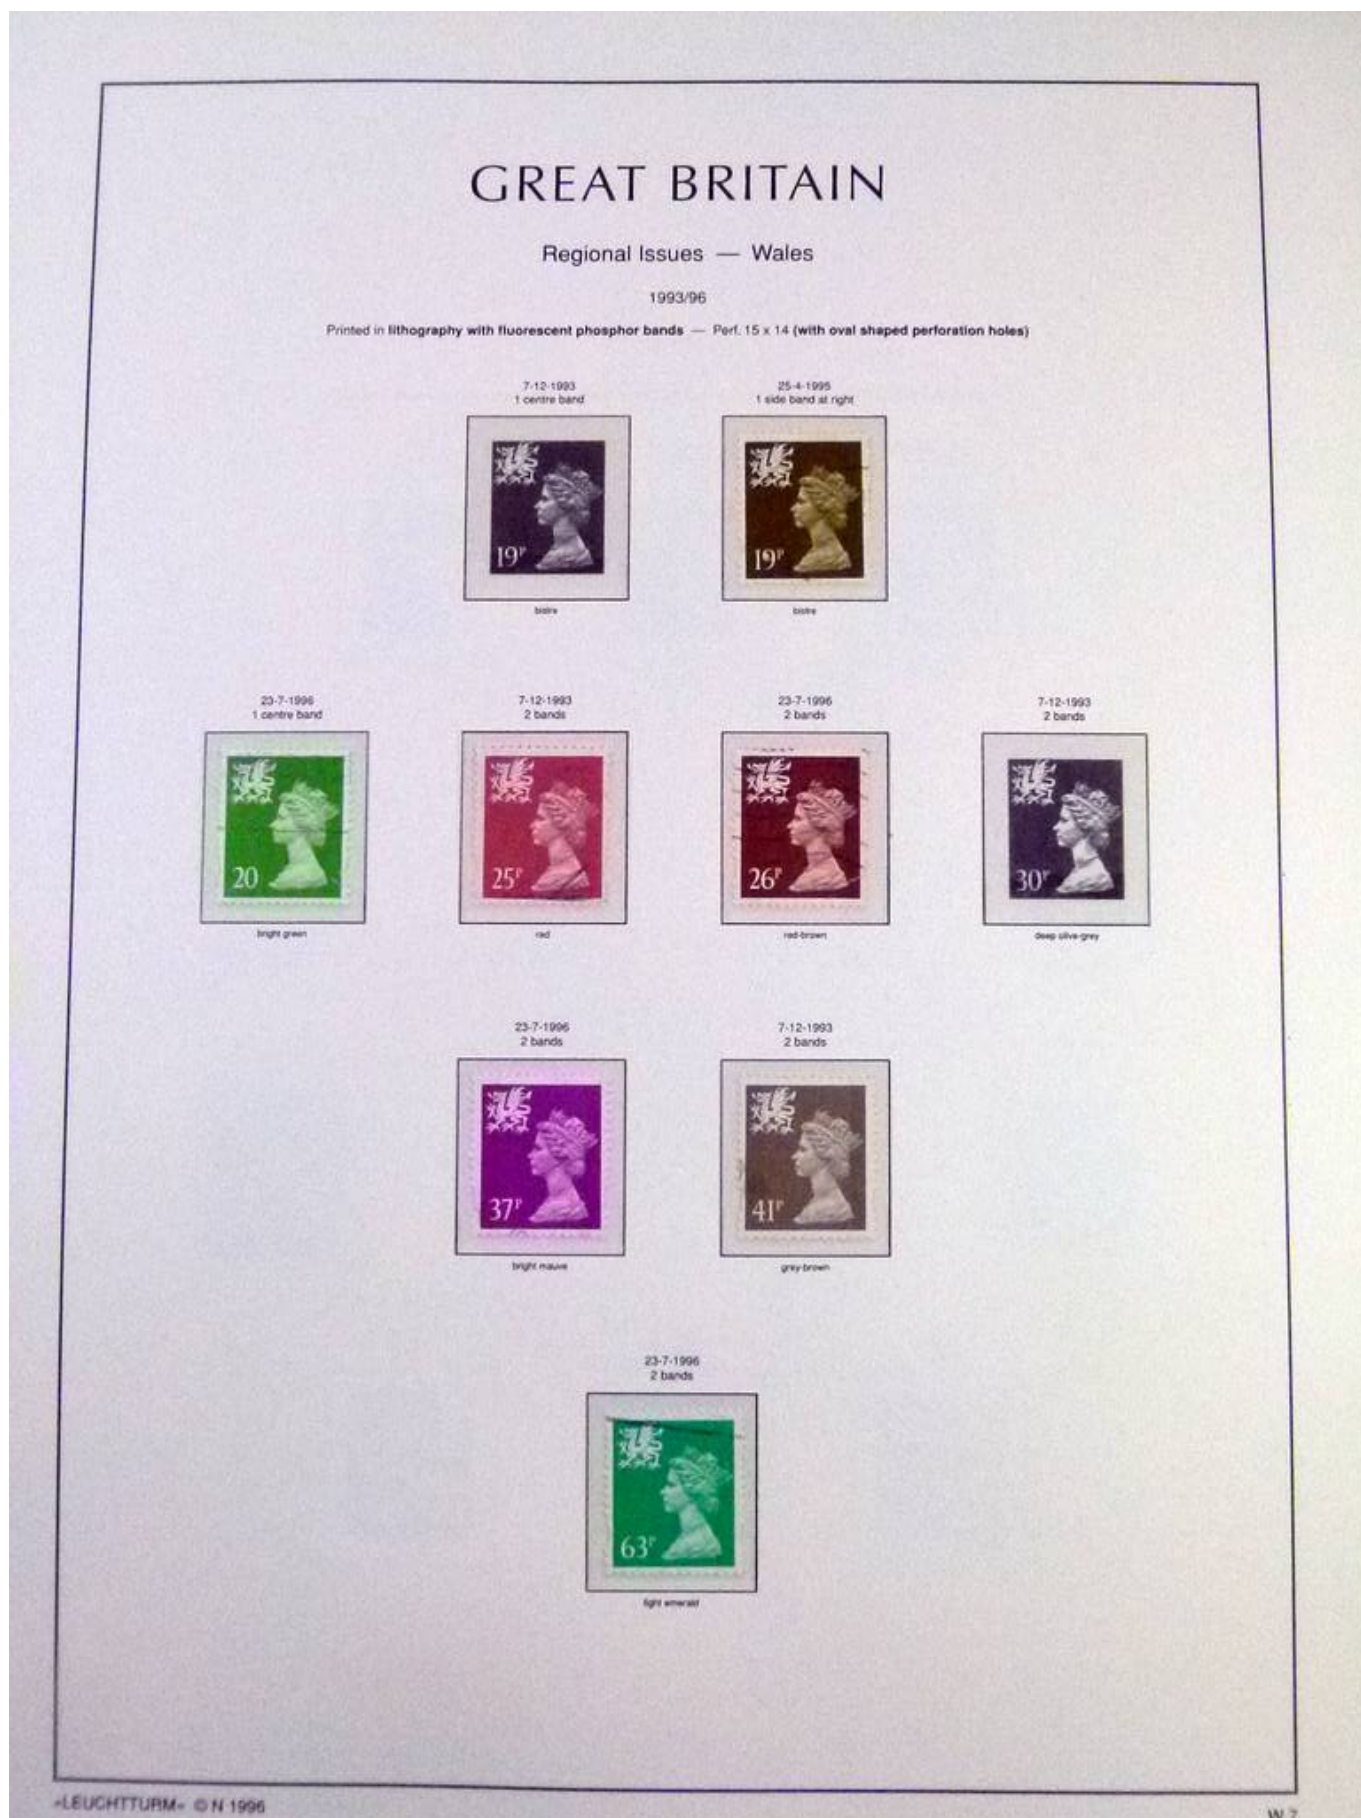 GREAT BRITAIN
Regional Issues — Wales
1993/96
Printed in lithography with fluorescent phosphor bands — Perf. 15 x 14 (with oval shaped perforation holes)
7-12-1993
1 centre band
25-4-1995
1 side band at right
19P
19P
bistre
bistre
23-7-1996
1 centre band
7-12-1993
2 bands
23-7-1996
2 bands
7-12-1993
2 bands
20
25P
26P
30P
bright green
red
red-brown
deep olive-grey
23-7-1996
2 bands
7-12-1993
2 bands
37P
41P
bright mauve
grey-brown
23-7-1996
2 bands
63P
light emerald
»LEUCHTTURM« © N 1996